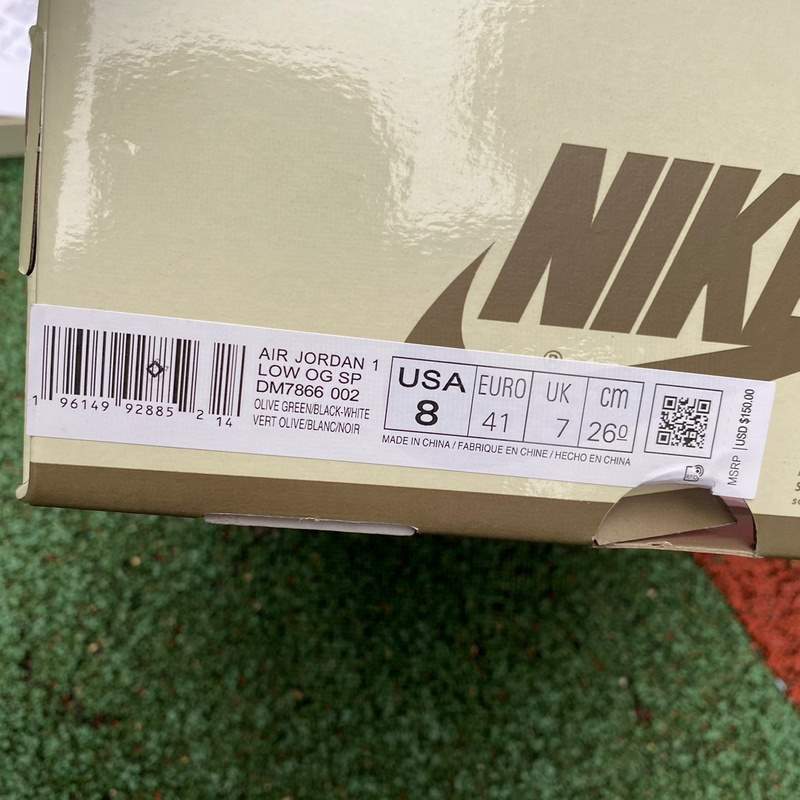 NIKE
®
AIR JORDAN 1
LOW OG SP
DM7866 002
OLIVE GREEN/BLACK-WHITE
VERT OLIVE/BLANC/NOIR
1 96149 92885 2 14
USA
8
EURO
41
UK
7
cm
26⁰
MADE IN CHINA / FABRIQUE EN CHINE / HECHO EN CHINA
MSRP USD $150.00